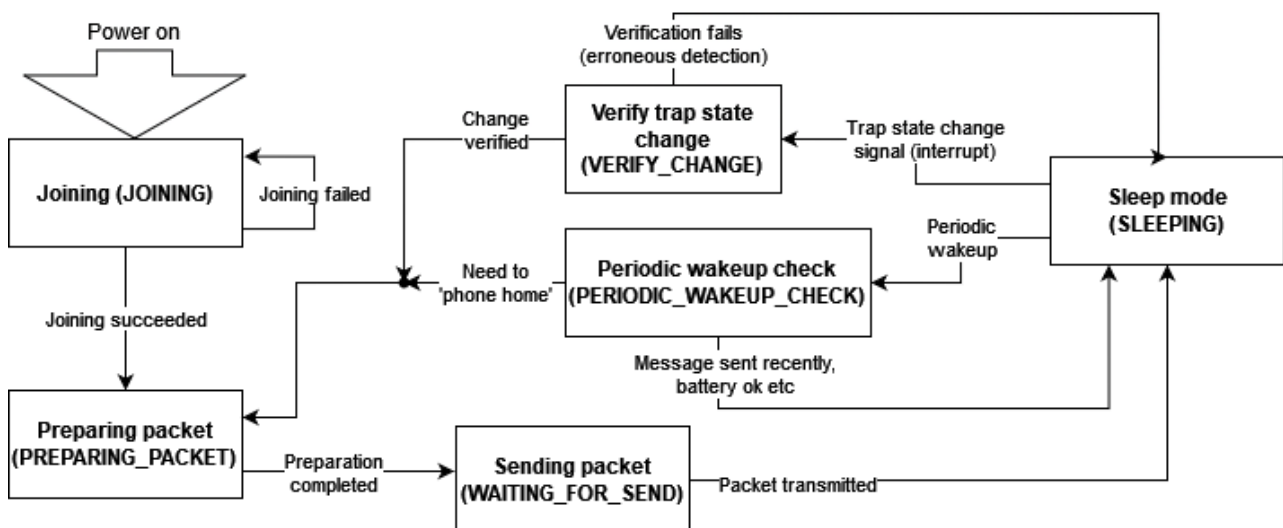 Power on
Verification fails
(erroneous detection)
Change
verified
Verify trap state
change
(VERIFY_CHANGE)
Trap state change
signal (interrupt)
Joining (JOINING)
Joining failed
Sleep mode
(SLEEPING)
Periodic
wakeup
Need to
'phone home'
Periodic wakeup check
(PERIODIC_WAKEUP_CHECK)
Joining succeeded
Message sent recently,
battery ok etc
Preparing packet
(PREPARING_PACKET)
Preparation
completed
Sending packet
(WAITING_FOR_SEND)
Packet transmitted